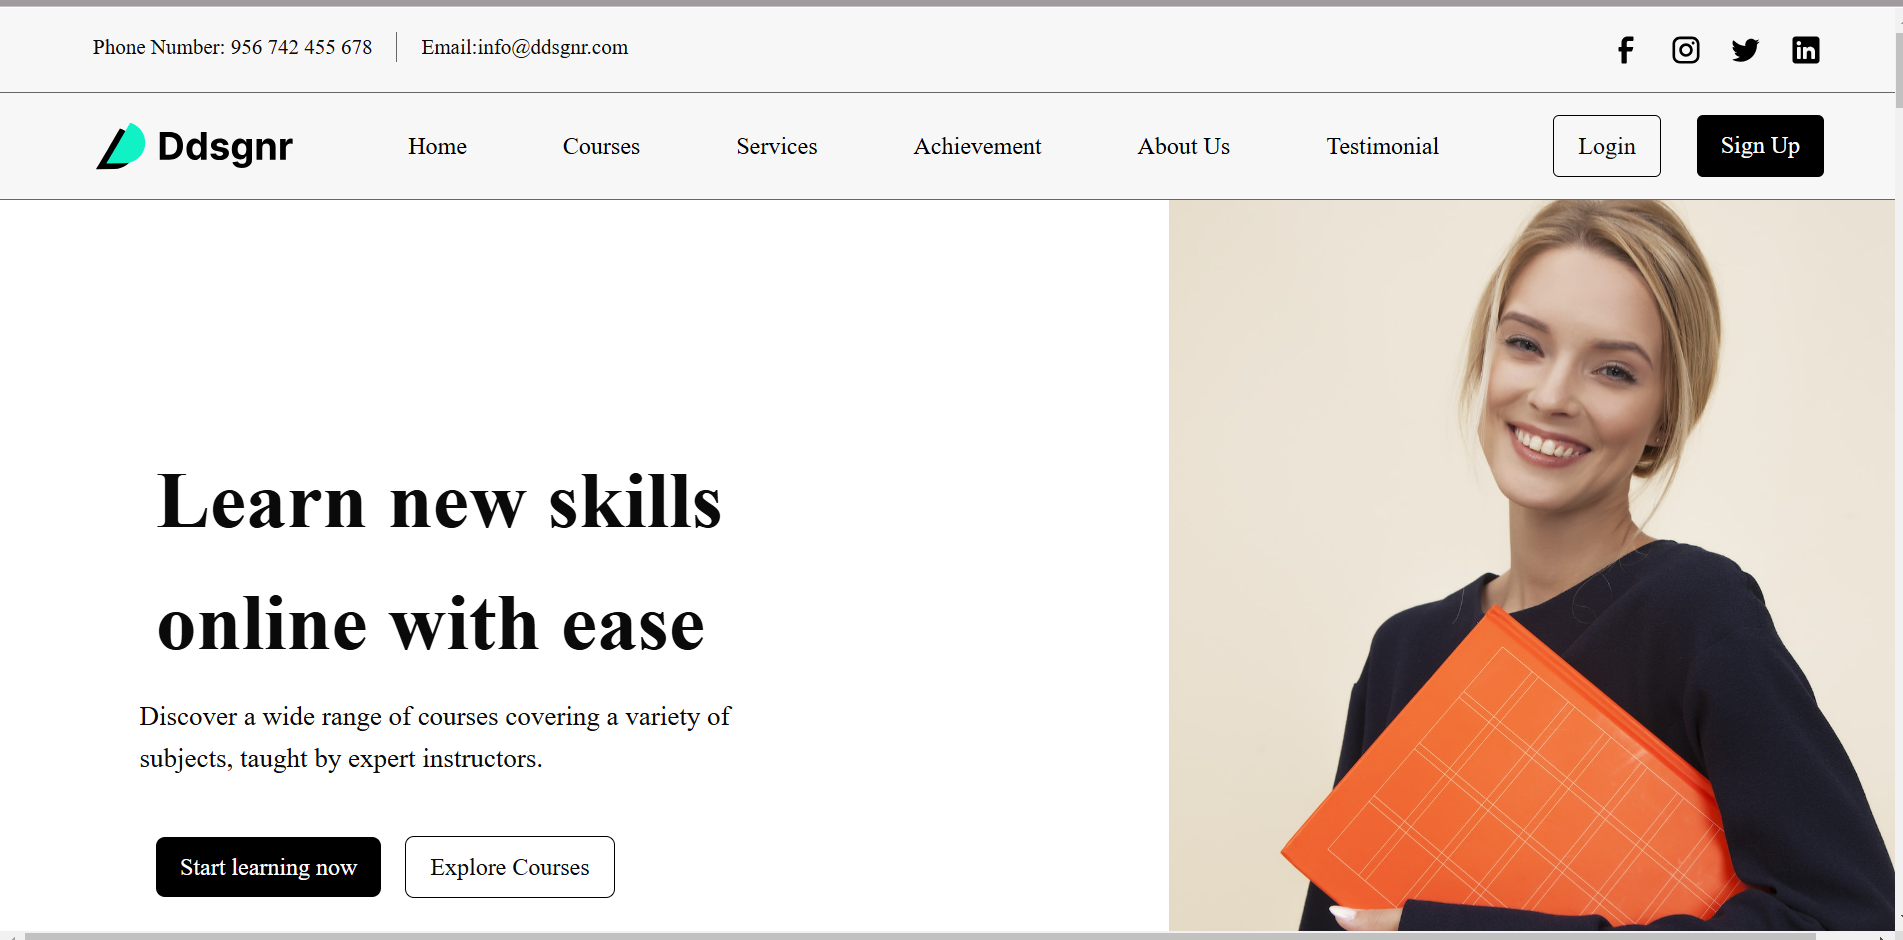 Phone Number: 956 742 455 678 Email:info@ddsgnr.com
Ddsgnr Home Courses Services Achievement About Us Testimonial Login Sign Up
Learn new skills
online with ease
Discover a wide range of courses covering a variety of
subjects, taught by expert instructors.
Start learning now Explore Courses